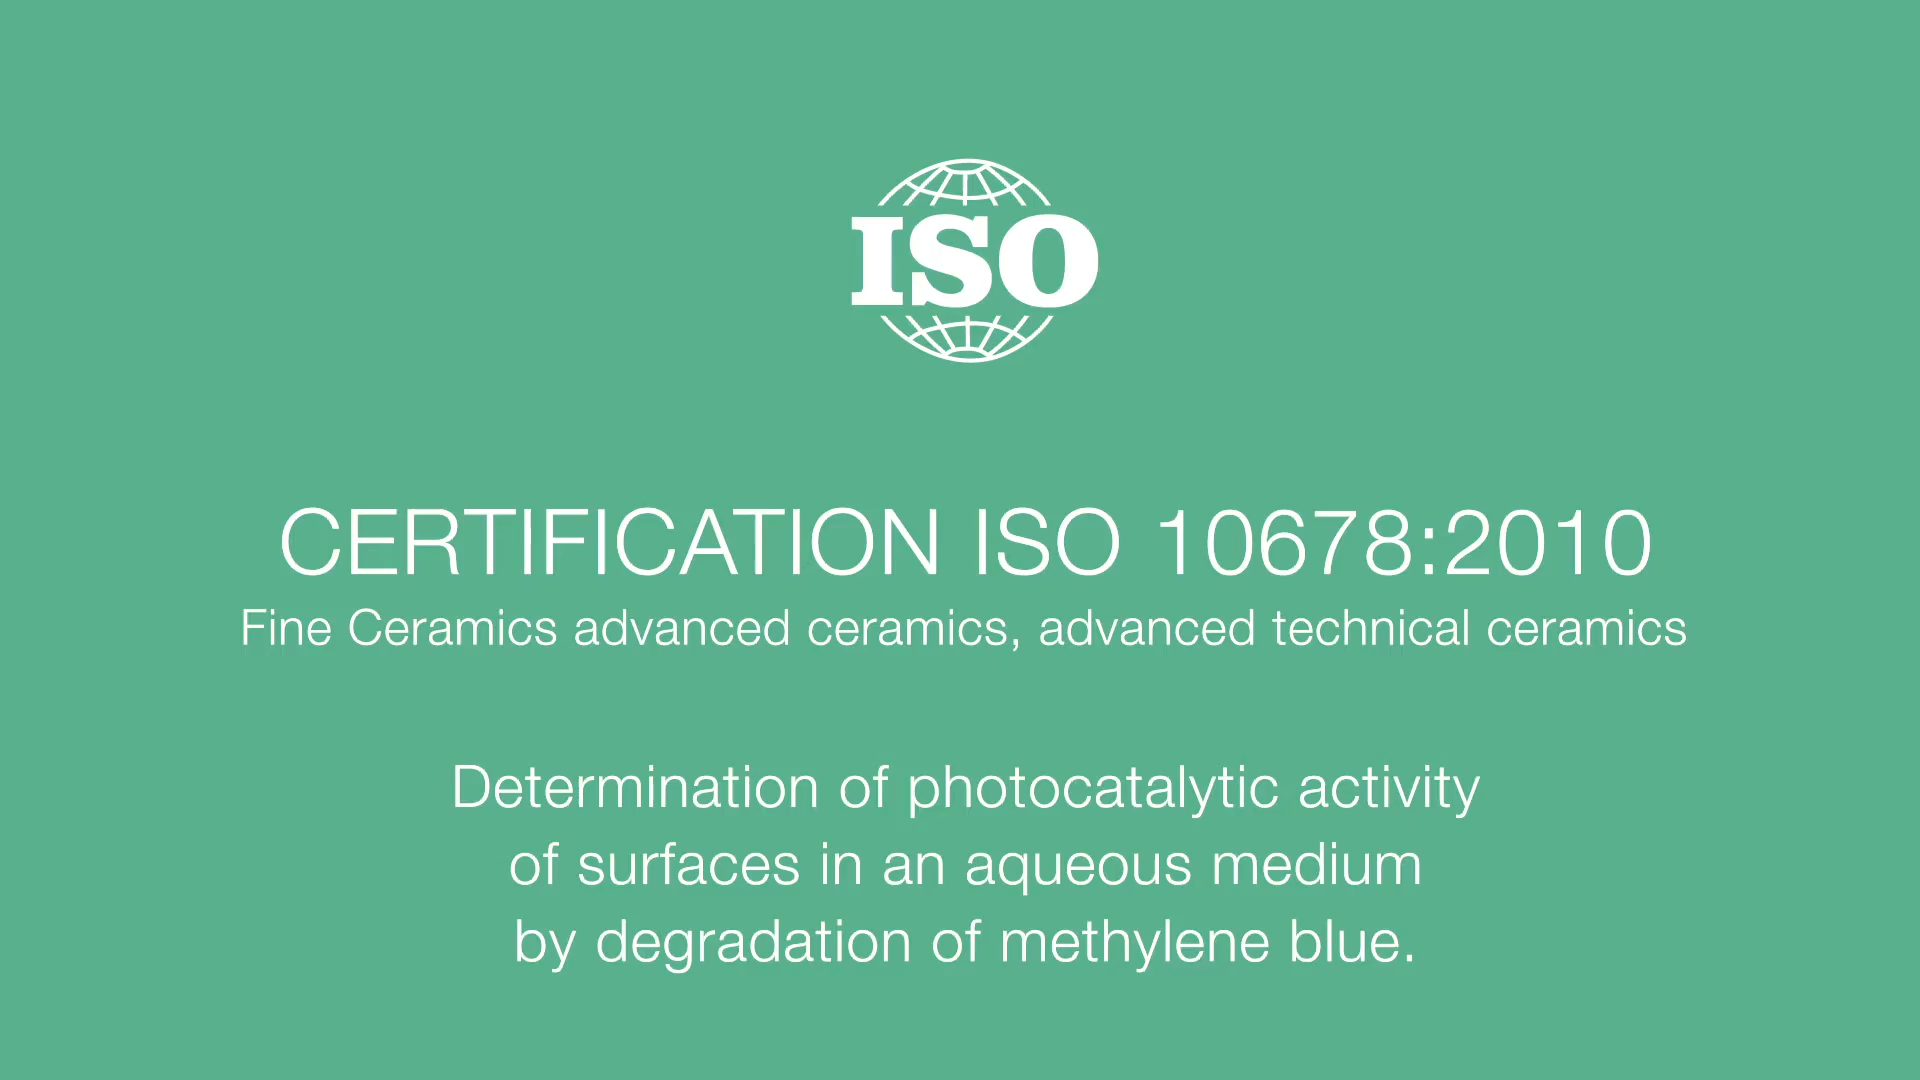 ISO
CERTIFICATION ISO 10678:2010
Fine Ceramics advanced ceramics, advanced technical ceramics
Determination of photocatalytic activity
of surfaces in an aqueous medium
by degradation of methylene blue.